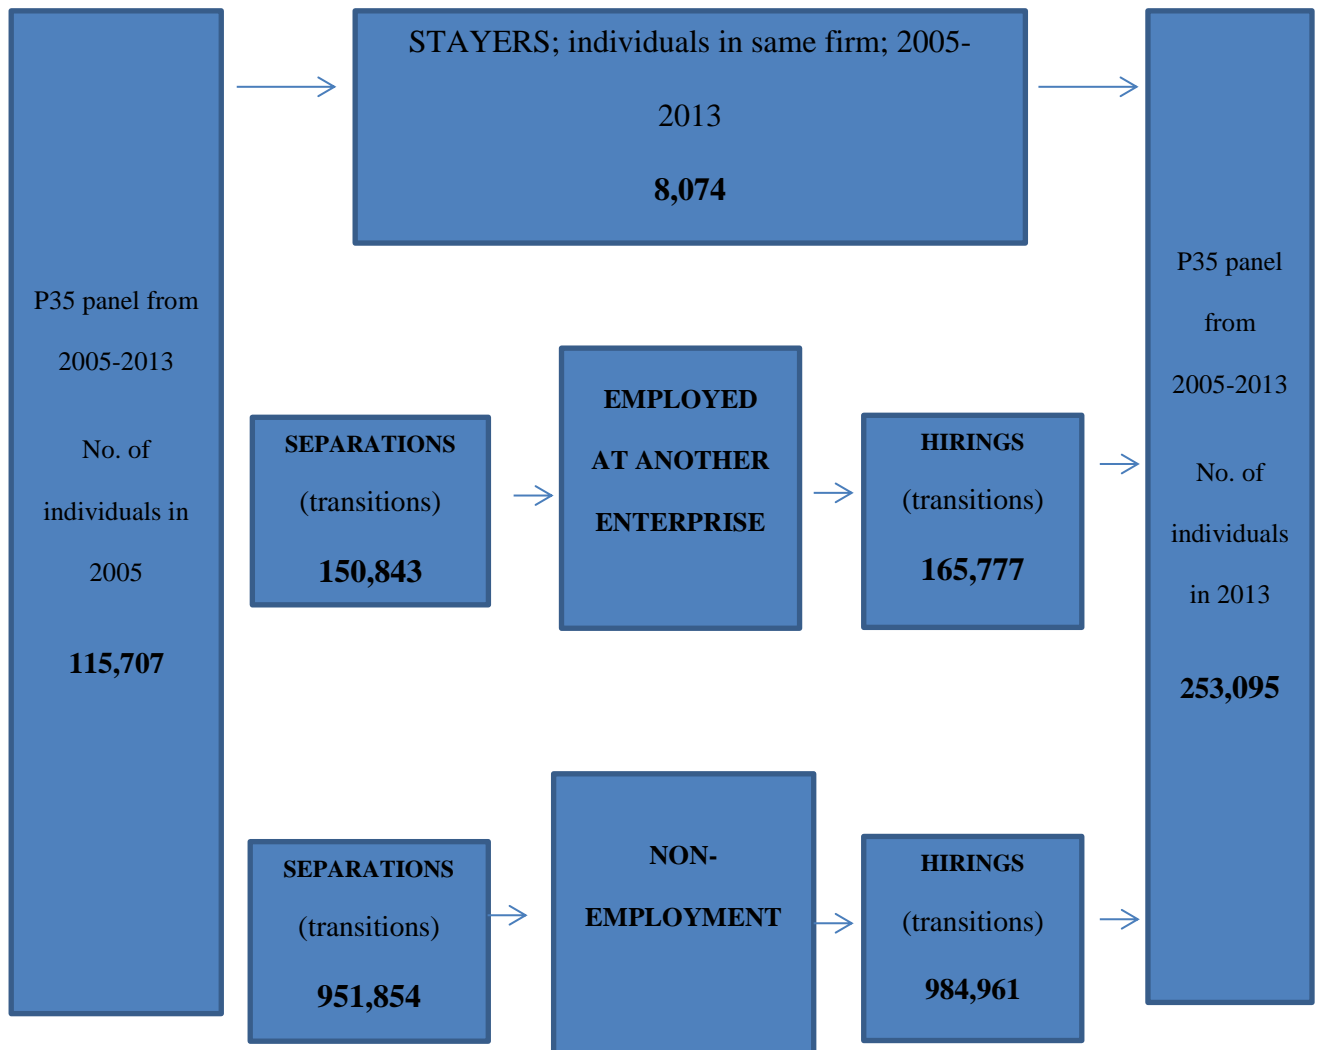 STAYERS; individuals in same firm; 2005-
2013
8,074
P35 panel from
2005-2013
No. of
individuals in
2005
115,707
SEPARATIONS
(transitions)
150,843
EMPLOYED
AT ANOTHER
ENTERPRISE
HIRINGS
(transitions)
165,777
SEPARATIONS
(transitions)
951,854
NON-
EMPLOYMENT
HIRINGS
(transitions)
984,961
P35 panel
from
2005-2013
No. of
individuals
in 2013
253,095